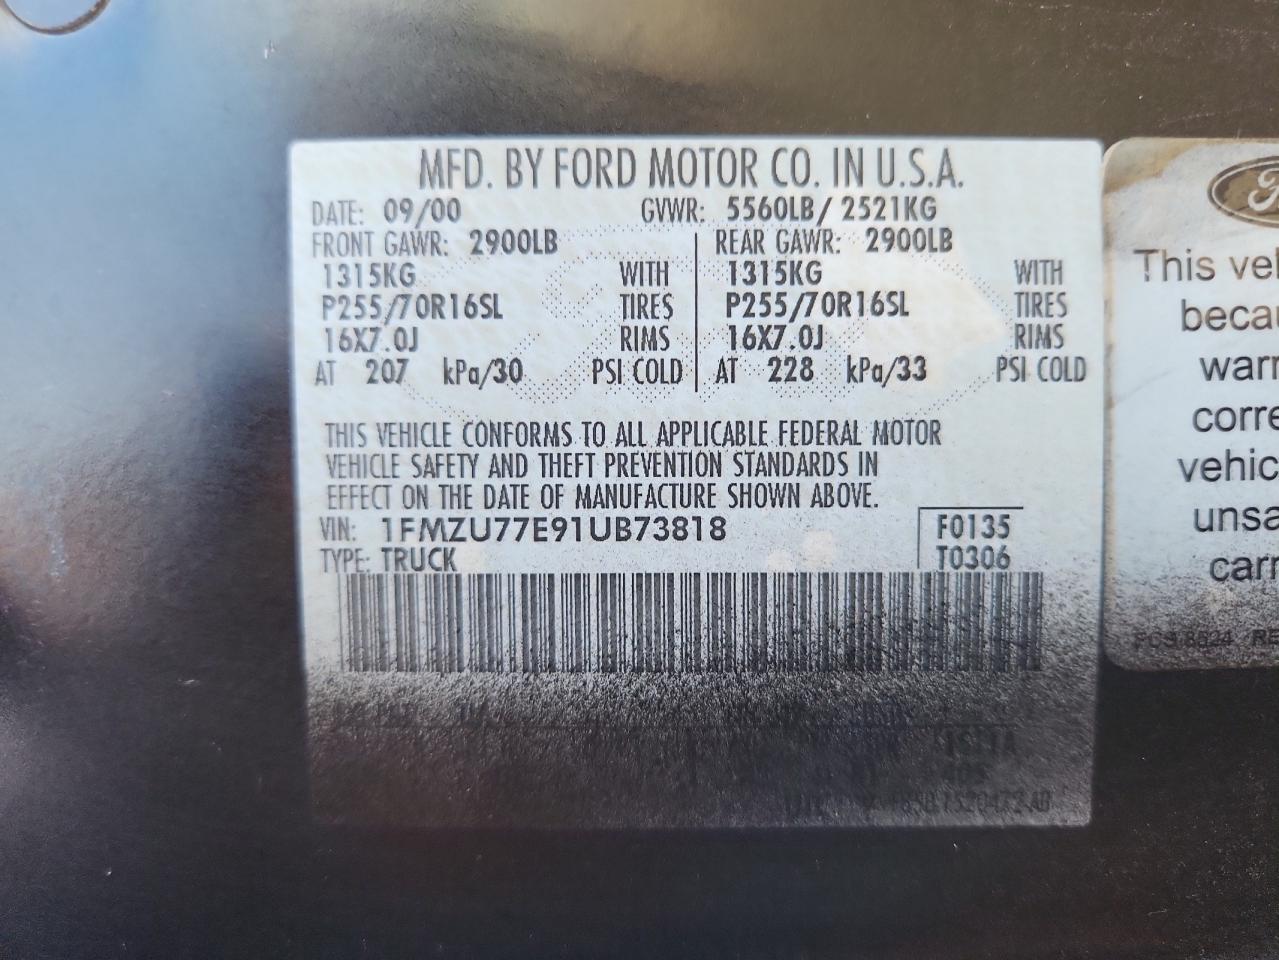 MFD. BY FORD MOTOR CO. IN U.S.A.
DATE: 09/00 GVWR: 5560LB/ 2521KG
FRONT GAWR: 2900LB REAR GAWR: 2900LB
1315KG WITH 1315KG WITH
P255/70R16SL TIRES P255/70R16SL TIRES
16X7.0J RIMS 16X7.0J RIMS
AT 207 kPa/30 PSI COLD AT 228 kPa/33 PSI COLD
THIS VEHICLE CONFORMS TO ALL APPLICABLE FEDERAL MOTOR
VEHICLE SAFETY AND THEFT PREVENTION STANDARDS IN
EFFECT ON THE DATE OF MANUFACTURE SHOWN ABOVE.
VIN: 1FMZU77E91UB73818 F0135
TYPE: TRUCK T0306
This vel
becau
warn
corre
vehic
unsa
carr